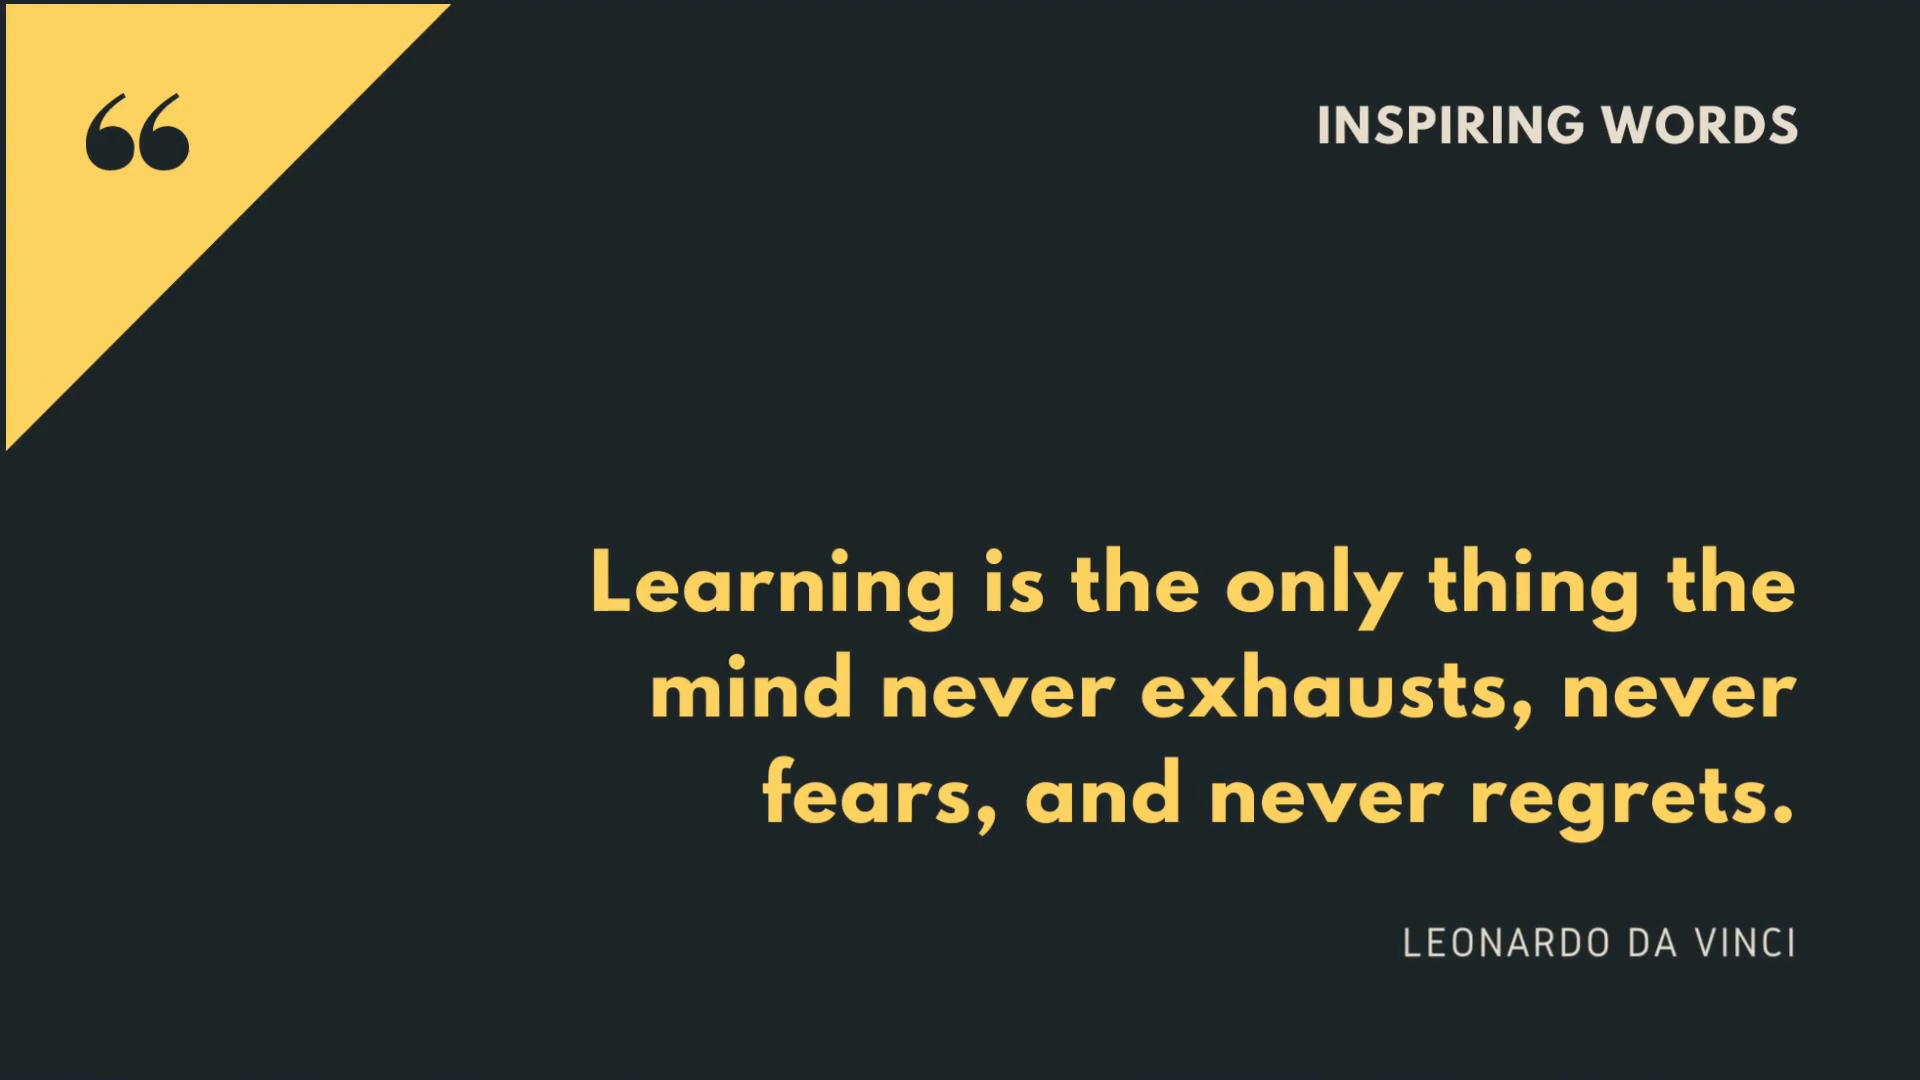 “
INSPIRING WORDS
Learning is the only thing the
mind never exhausts, never
fears, and never regrets.
LEONARDO DA VINCI